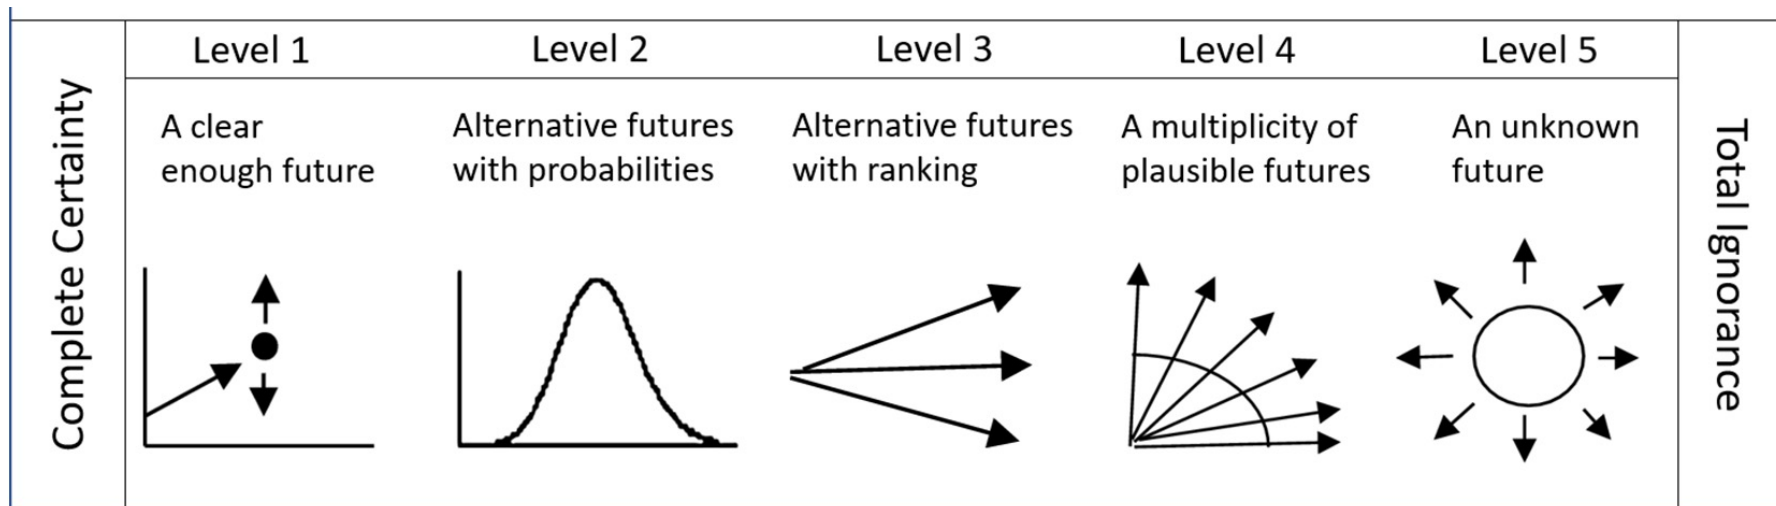 Complete Certainty
Level 1
A clear
enough future
Level 2
Alternative futures
with probabilities
Level 3
Alternative futures
with ranking
Level 4
A multiplicity of
plausible futures
Level 5
An unknown
future
Total Ignorance